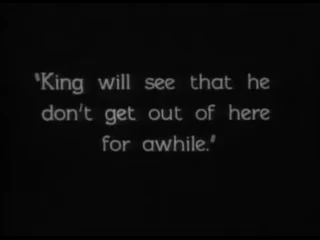 "King will see that he
don't get out of here
for awhile."